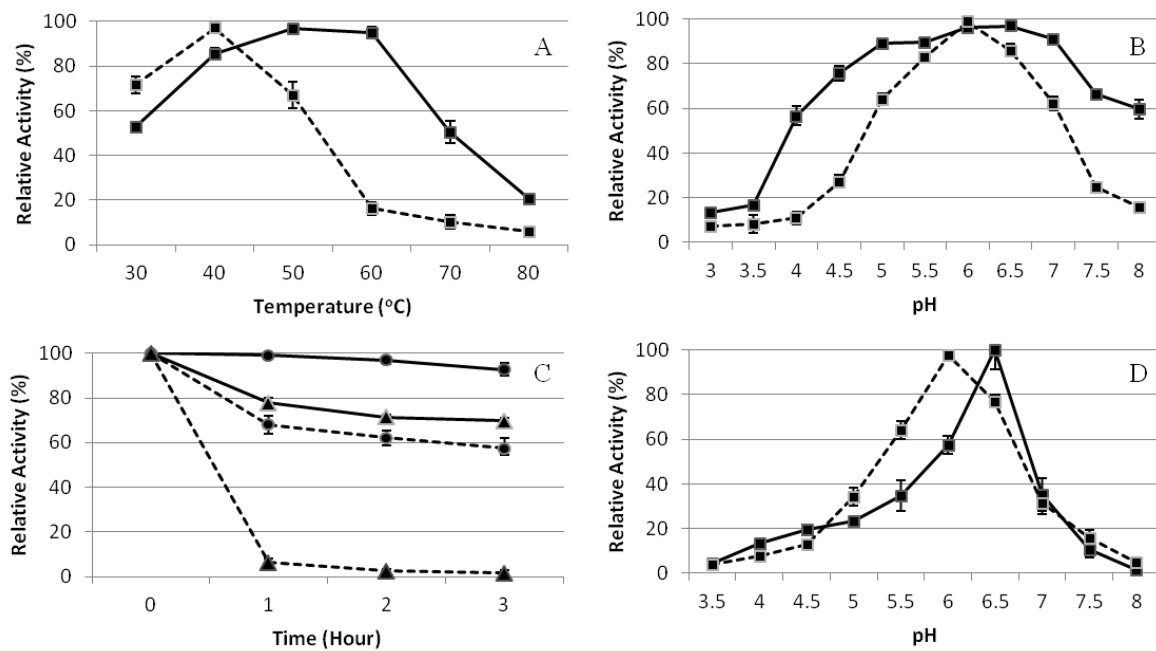 A
Relative Activity (%)
100
80
60
40
20
0
30 40 50 60 70 80
Temperature (°C)
B
Relative Activity (%)
100
80
60
40
20
0
3 3.5 4 4.5 5 5.5 6 6.5 7 7.5 8
pH
C
Relative Activity (%)
100
80
60
40
20
0
0 1 2 3
Time (Hour)
D
Relative Activity (%)
100
80
60
40
20
0
3.5 4 4.5 5 5.5 6 6.5 7 7.5 8
pH